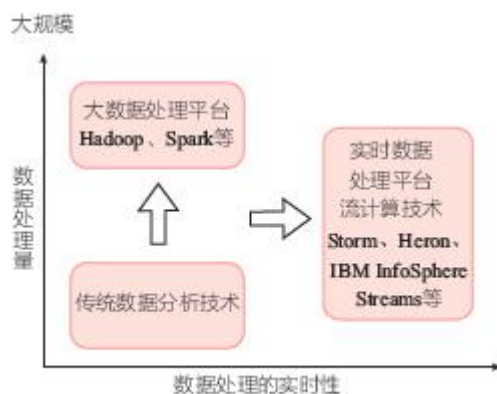 大规模
大数据处理平台
Hadoop、Spark等
实时数据
处理平台
流计算技术
Storm、Heron、
IBM InfoSphere
Streams等
传统数据分析技术
数据处理量
数据处理的实时性